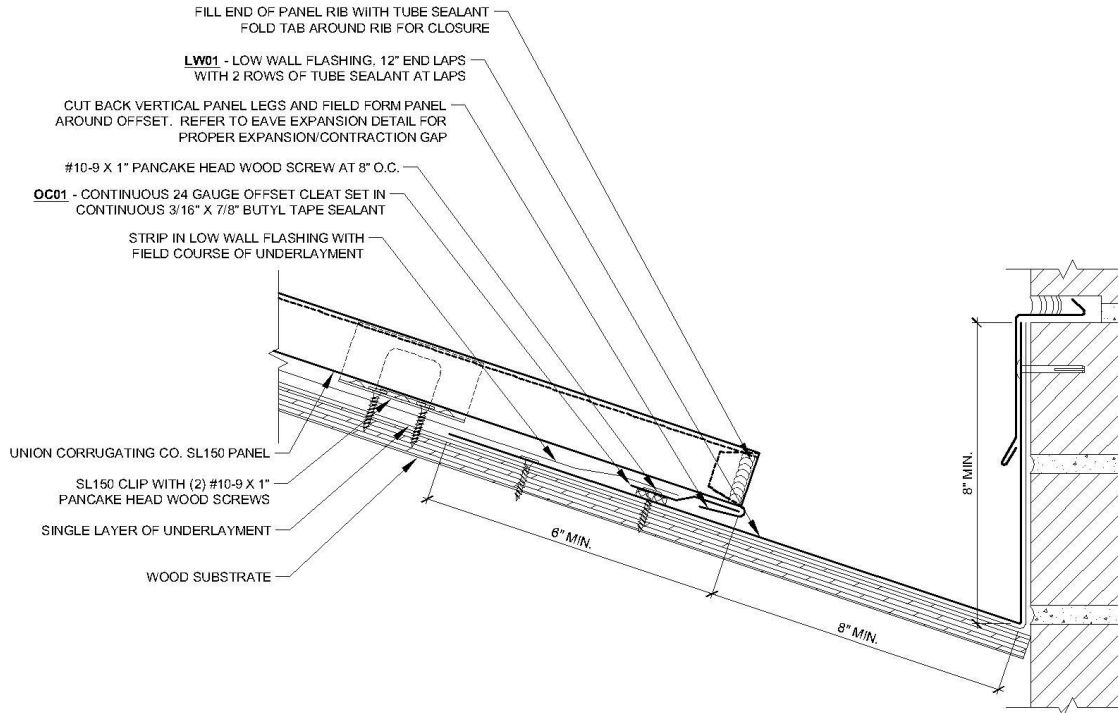 FILL END OF PANEL RIB WIITH TUBE SEALANT
FOLD TAB AROUND RIB FOR CLOSURE
LW01 - LOW WALL FLASHING, 12" END LAPS
WITH 2 ROWS OF TUBE SEALANT AT LAPS
CUT BACK VERTICAL PANEL LEGS AND FIELD FORM PANEL
AROUND OFFSET. REFER TO EAVE EXPANSION DETAIL FOR
PROPER EXPANSION/CONTRACTION GAP
#10-9 X 1" PANCAKE HEAD WOOD SCREW AT 8" O.C.
OC01 - CONTINUOUS 24 GAUGE OFFSET CLEAT SET IN
CONTINUOUS 3/16" X 7/8" BUTYL TAPE SEALANT
STRIP IN LOW WALL FLASHING WITH
FIELD COURSE OF UNDERLAYMENT
UNION CORRUGATING CO. SL150 PANEL
SL150 CLIP WITH (2) #10-9 X 1"
PANCAKE HEAD WOOD SCREWS
SINGLE LAYER OF UNDERLAYMENT
WOOD SUBSTRATE
6" MIN.
8" MIN.
8" MIN.